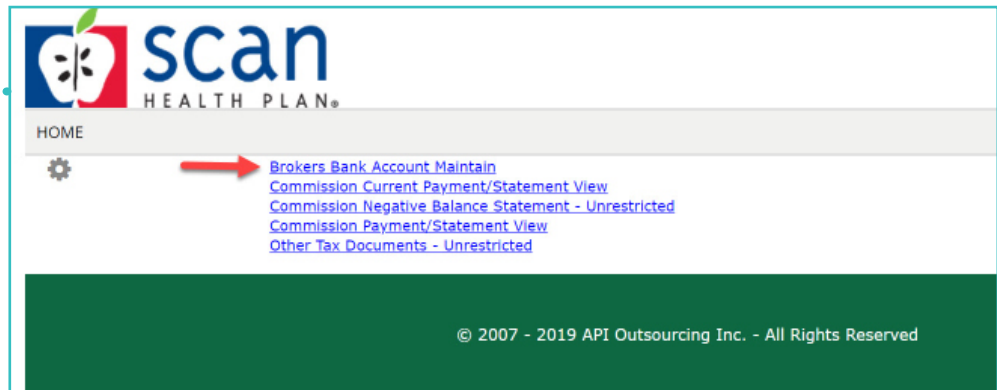 scan
HEALTH PLAN®
HOME
Brokers Bank Account Maintain
Commission Current Payment/Statement View
Commission Negative Balance Statement - Unrestricted
Commission Payment/Statement View
Other Tax Documents - Unrestricted
© 2007 - 2019 API Outsourcing Inc. - All Rights Reserved